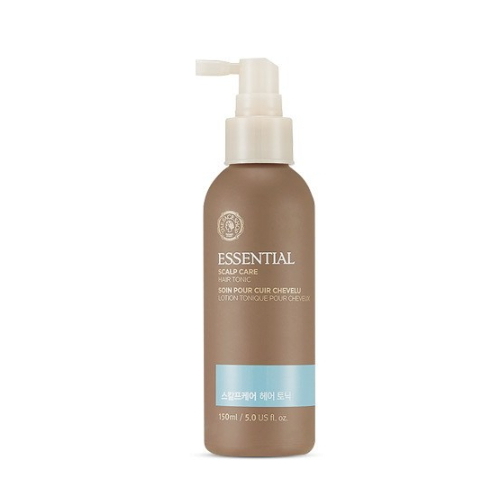 ESSENTIAL
SCALP CARE
HAIR TONIC
SOIN POUR CUIR CHEVELU
LOTION TONIQUE POUR CHEVEUX
스칼프케어 헤어 토닉
150ml / 5.0 US fl. oz.